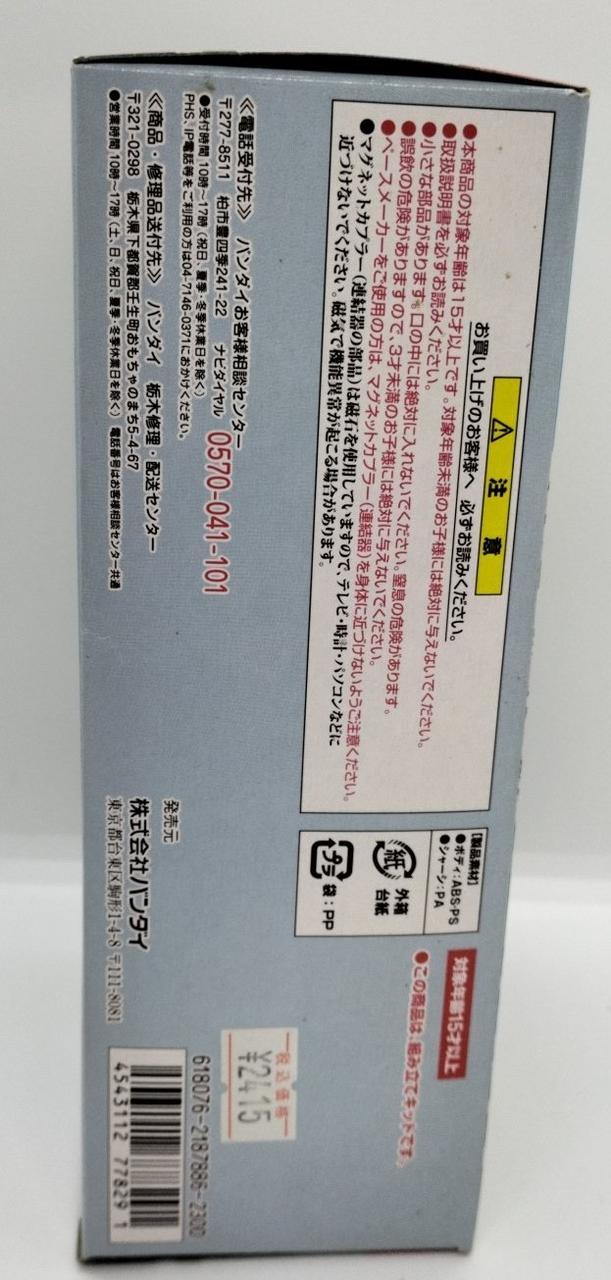 注意
お買い上げのお客様へ 必ずお読みください。
●本商品の対象年齢は15才以上です。対象年齢未満のお子様には絶対に与えないでください。
●取扱説明書を必ずお読みください。
●小さな部品があります。口の中には絶対に入れないでください。窒息の危険があります。
●誤飲の危険がありますので、3才未満のお子様には絶対に与えないでください。
●ペースメーカーをご使用の方は、マグネットカプラー(連結器)を身体に近づけないようご注意ください。
●マグネットカプラー(連結器の部品)は磁石を使用していますので、テレビ・時計・パソコンなどに
近づけないでください。磁気で機能異常が起こる場合があります。
《電話受付先》 バンダイお客様相談センター
〒277-8511 柏市豊四季241-22 ナビダイヤル 0570-041-101
●受付時間 10時〜17時(祝日、夏季・冬季休業日を除く)
PHS、IP電話等をご利用の方は04-7146-0371におかけください。
《商品・修理品送付先》 バンダイ 栃木修理・配送センター
〒321-0298 栃木県下都賀郡壬生町おもちゃのまち5-4-67
●営業時間 10時〜17時(土、日、祝日、夏季・冬季休業日を除く) 電話番号はお客様相談センター共通
【製品素材】
●ボディ:ABS・PS
●シャーシ:PA
紙
外箱
台紙
プラ
袋:PP
発売元
株式会社バンダイ
東京都台東区駒形1-4-8 〒111-8081
対象年齢15才以上
●この商品は、組み立てキットです。
税込価格
¥2415
618076-2187886-2300
4543112 77829 1